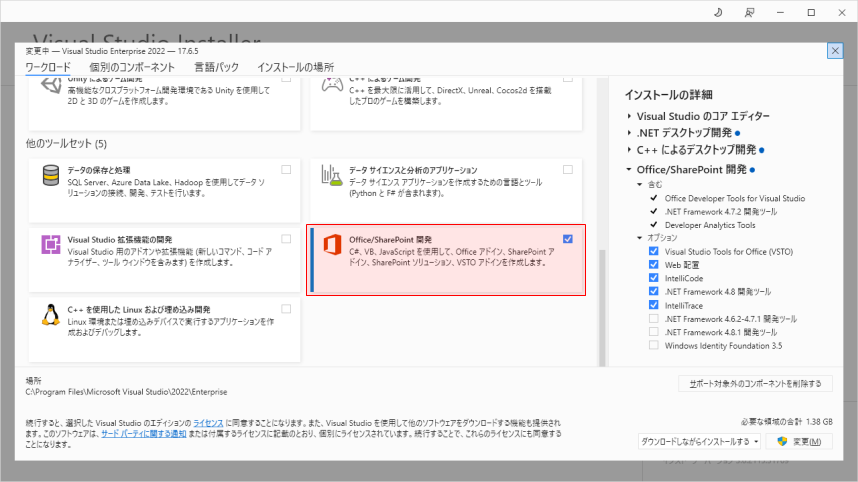 Visual Studio Installer
変更中 — Visual Studio Enterprise 2022 — 17.6.5
ワークロード 個別のコンポーネント 言語パック インストールの場所
Unity によるゲーム開発
高機能なクロスプラットフォーム開発環境である Unity を使用して
2D と 3D のゲームを作成します。
C++ によるゲーム開発
C++ を最大限に活用して、DirectX、Unreal、Cocos2d を搭載
したプロのゲームを構築します。
他のツールセット (5)
データの保存と処理
SQL Server、Azure Data Lake、Hadoop を使用してデータ ソ
リューションの接続、開発、テストを行います。
データ サイエンスと分析のアプリケーション
データ サイエンス アプリケーションを作成するための言語とツール
(Python と F# が含まれます)。
Visual Studio 拡張機能の開発
Visual Studio 用のアドオンや拡張機能 (新しいコマンド、コード ア
ナライザー、ツール ウィンドウを含みます) を作成します。
Office/SharePoint 開発
C#、VB、JavaScript を使用して、Office アドイン、SharePoint ア
ドイン、SharePoint ソリューション、VSTO アドインを作成します。
C++ を使用した Linux および埋め込み開発
Linux 環境または埋め込みデバイスで実行するアプリケーションを作
成およびデバッグします。
インストールの詳細
Visual Studio のコア エディター
.NET デスクトップ開発
C++ によるデスクトップ開発
Office/SharePoint 開発
含む
Office Developer Tools for Visual Studio
.NET Framework 4.7.2 開発ツール
Developer Analytics Tools
オプション
Visual Studio Tools for Office (VSTO)
Web 配置
IntelliCode
.NET Framework 4.8 開発ツール
IntelliTrace
.NET Framework 4.6.2-4.7.1 開発ツール
.NET Framework 4.8.1 開発ツール
Windows Identity Foundation 3.5
場所
C:\Program Files\Microsoft Visual Studio\2022\Enterprise
サポート対象外のコンポーネントを削除する
続行すると、選択した Visual Studio のエディションの ライセンス に同意することになります。また、Visual Studio を使用して他のソフトウェアをダウンロードする機能も提供されま
す。このソフトウェアは、サード パーティに関する通知 または付属するライセンスに記載のとおり、個別にライセンスされています。続行することで、これらのライセンスにも同意する
ことになります。
必要な領域の合計 1.38 GB
ダウンロードしながらインストールする
変更(M)